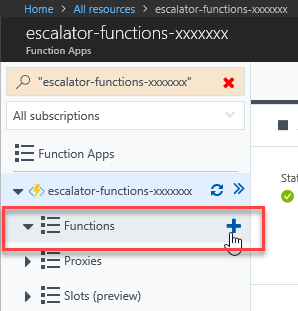 Home > All resources > escalator-functions-xxxxxxx
escalator-functions-xxxxxxx
Function Apps
"escalator-functions-xxxxxxx"
All subscriptions
Function Apps
escalator-functions-xxxxxxx
Functions
Proxies
Slots (preview)